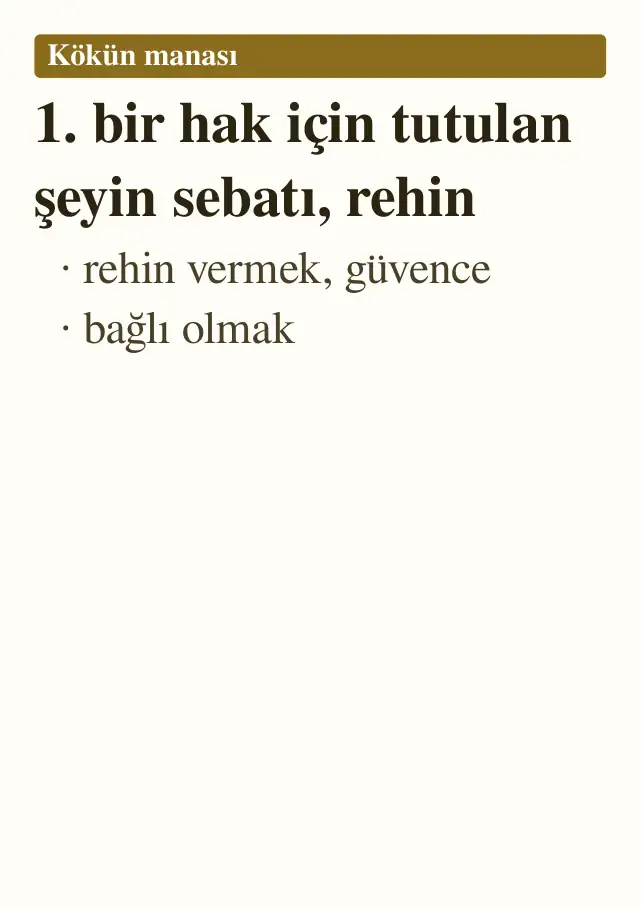 Kökün manası
1. bir hak için tutulan
şeyin sebatı, rehin
· rehin vermek, güvence
· bağlı olmak